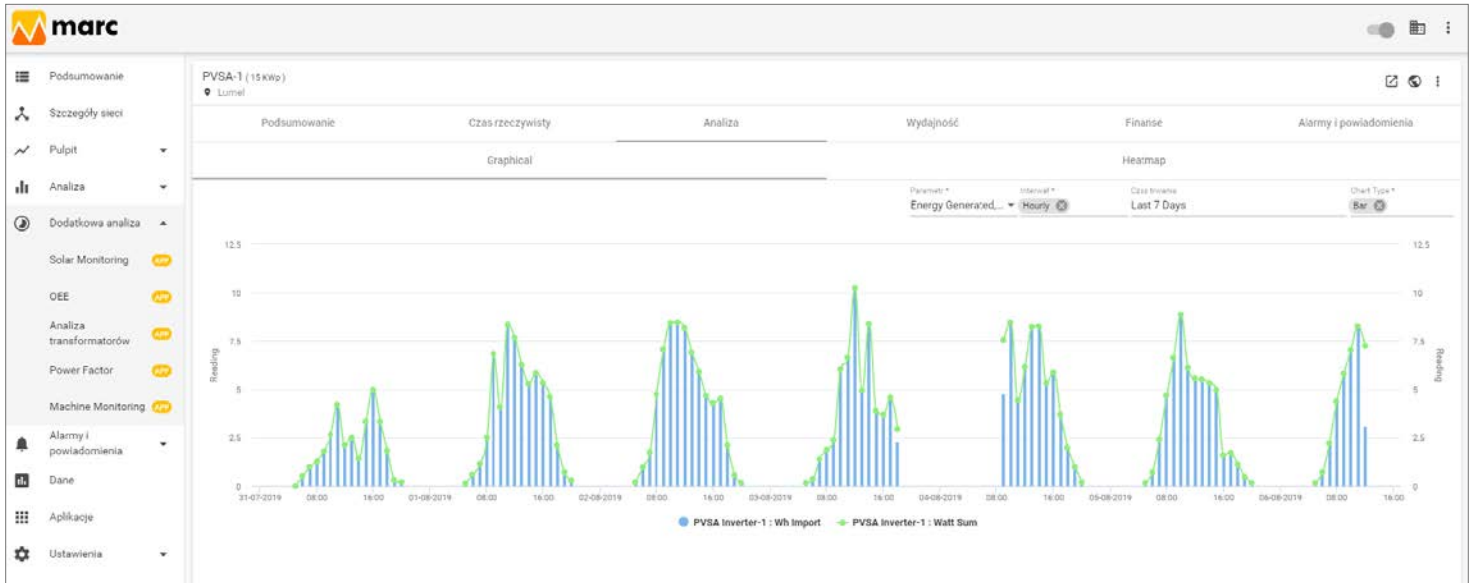 marc
Podsumowanie
Szczegóły sieci
Pulpit
Analiza
Dodatkowa analiza
Solar Monitoring APP
OEE APP
Analiza
transformatorów APP
Power Factor APP
Machine Monitoring APP
Alarmy i
powiadomienia
Dane
Aplikacje
Ustawienia
PVSA-1 (15 KWp)
Lumel
Podsumowanie Czas rzeczywisty Analiza Wydajność Finanse Alarmy i powiadomienia
Graphical Heatmap
Parametr * Interwał * Czas trwania Chart Type *
Energy Generated,... Hourly Last 7 Days Bar
12.5 12.5
10 10
7.5 7.5
Reading Reading
5 5
2.5 2.5
0 0
31-07-2019 08:00 16:00 01-08-2019 08:00 16:00 02-08-2019 08:00 16:00 03-08-2019 08:00 16:00 04-08-2019 08:00 16:00 05-08-2019 08:00 16:00 06-08-2019 08:00 16:00
PVSA Inverter-1 : Wh Import PVSA Inverter-1 : Watt Sum